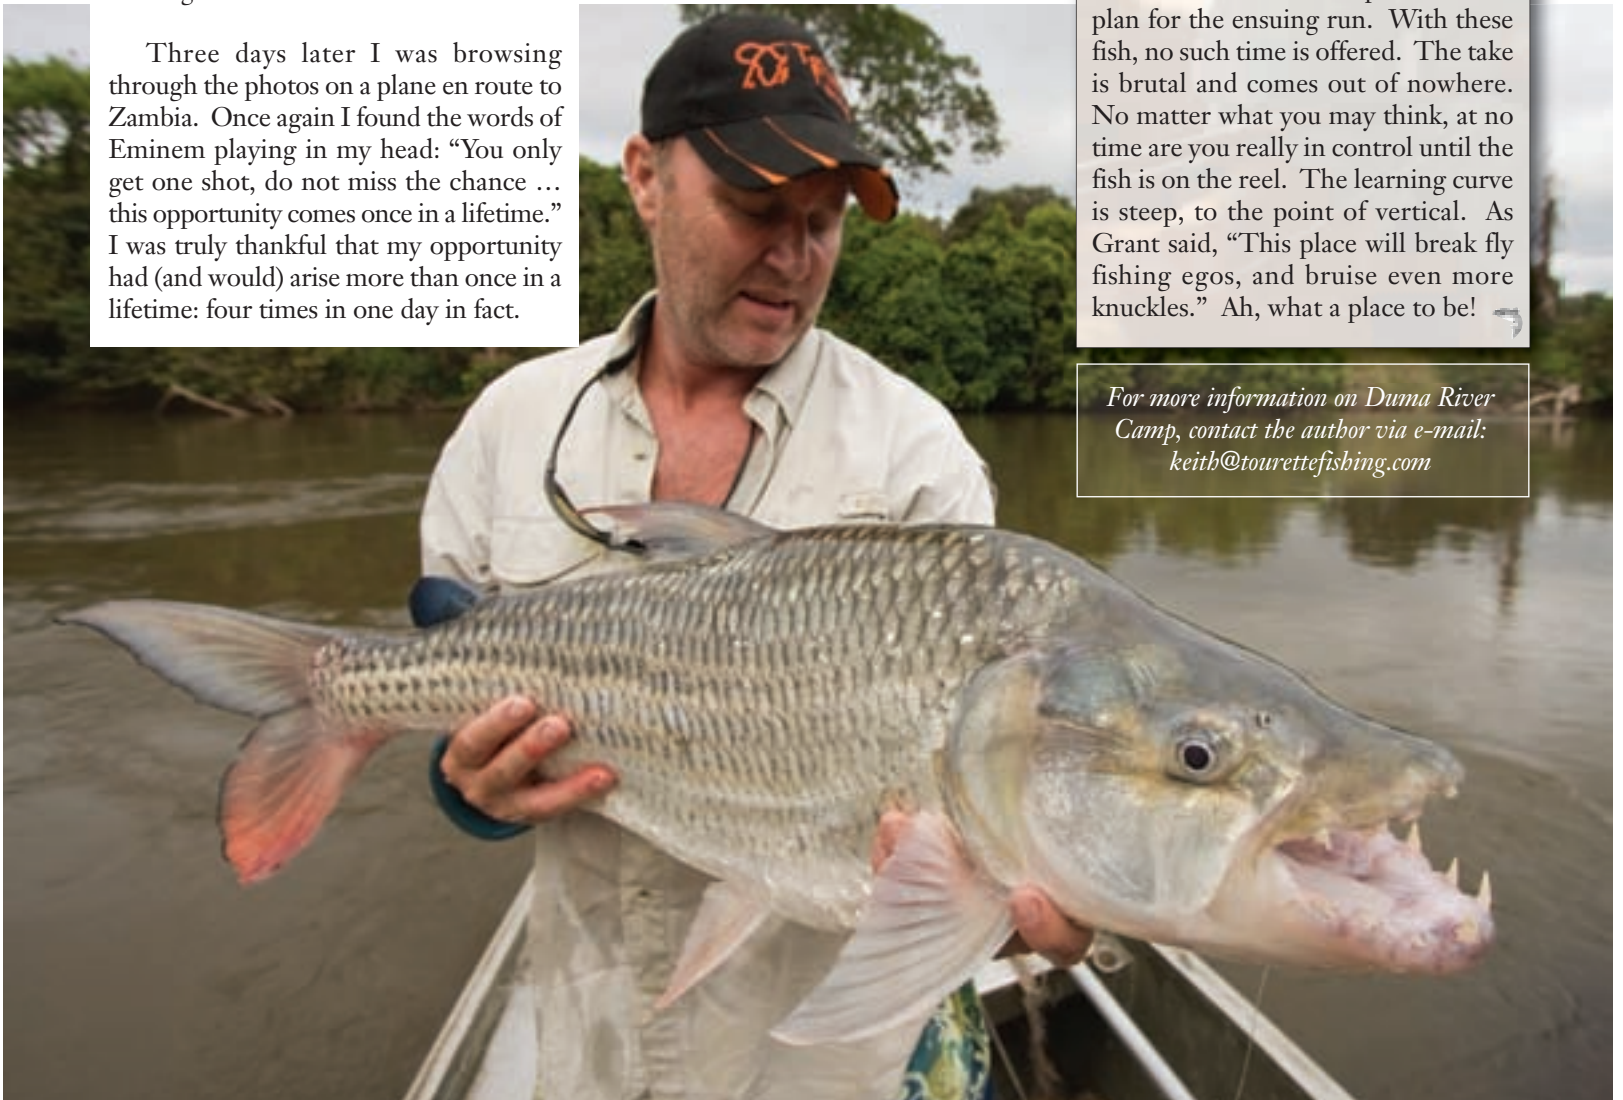 Three days later I was browsing
through the photos on a plane en route to
Zambia. Once again I found the words of
Eminem playing in my head: “You only
get one shot, do not miss the chance …
this opportunity comes once in a lifetime.”
I was truly thankful that my opportunity
had (and would) arise more than once in a
lifetime: four times in one day in fact.
plan for the ensuing run. With these
fish, no such time is offered. The take
is brutal and comes out of nowhere.
No matter what you may think, at no
time are you really in control until the
fish is on the reel. The learning curve
is steep, to the point of vertical. As
Grant said, “This place will break fly
fishing egos, and bruise even more
knuckles.” Ah, what a place to be!
For more information on Duma River
Camp, contact the author via e-mail:
keith@tourettefishing.com